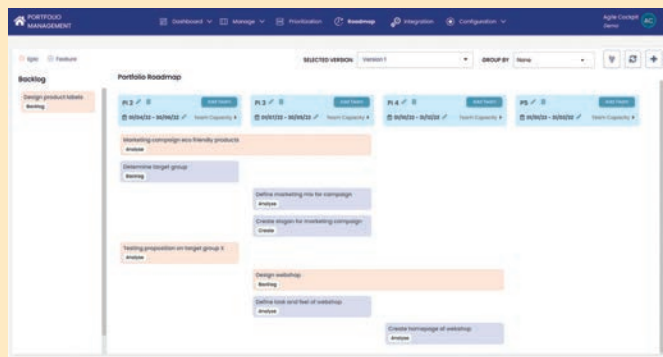 PORTFOLIO
MANAGEMENT
Dashboard
Manage
Prioritization
Roadmap
Integration
Configuration
Agile Cockpit
Demo
AC
Epic
Feature
SELECTED VERSION
Version 1
GROUP BY
None
Backlog
Design product labels
Backlog
Portfolio Roadmap
Add Team
Team Capacity
PI 3
Add Team
Team Capacity
PI 4
Add Team
Team Capacity
PI5
Add Team
Team Capacity
Marketing campaign eco friendly products
Analyse
Determine target group
Backlog
Define marketing mix for campaign
Analyse
Create slogan for marketing campaign
Create
Testing proposition on target group X
Analyse
Design webshop
Backlog
Define look and feel of webshop
Analyse
Create homepage of webshop
Analyse